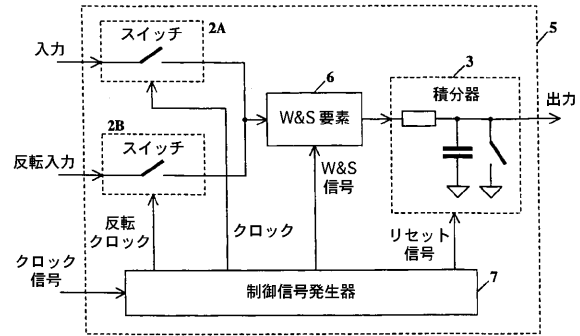 スイッチ
2A
5
入力
6
3
積分器
出力
W&S 要素
2B
スイッチ
反転入力
W&S
信号
反転
クロック
クロック
リセット
信号
クロック
信号
制御信号発生器
7